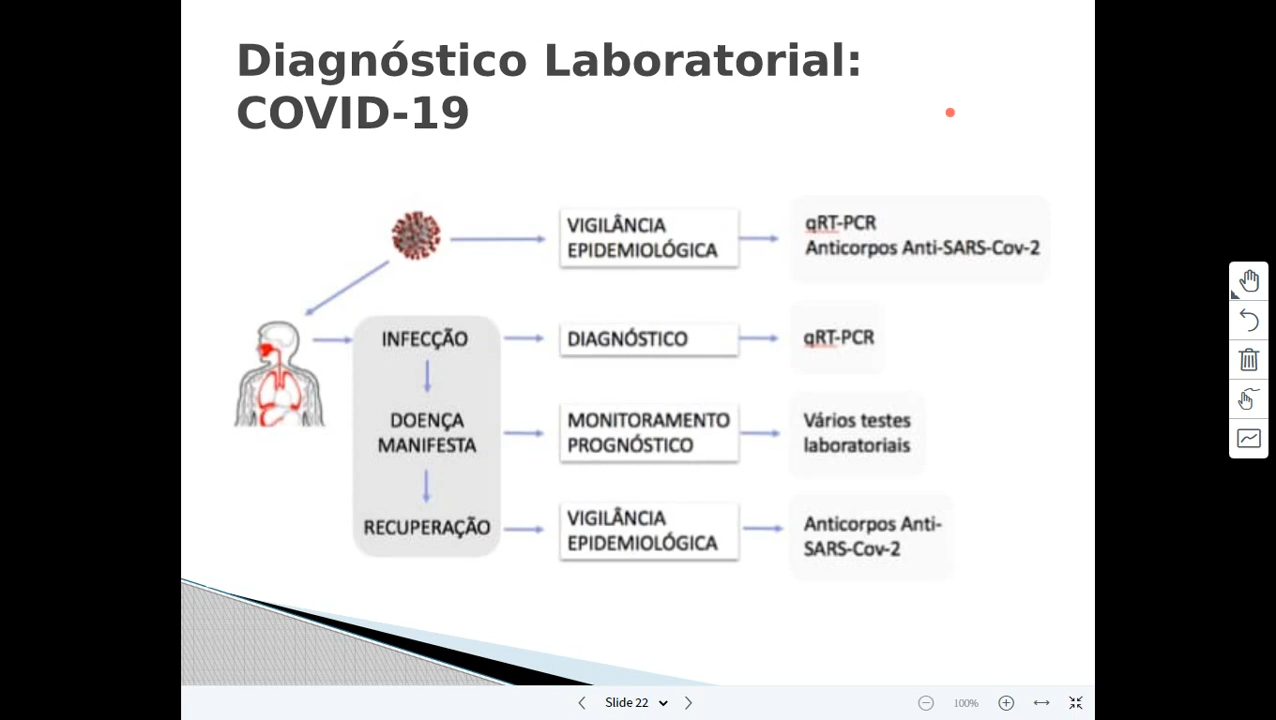 Diagnóstico Laboratorial:
COVID-19
VIGILÂNCIA
EPIDEMIOLÓGICA
qRT-PCR
Anticorpos Anti-SARS-Cov-2
INFECÇÃO
DIAGNÓSTICO
qRT-PCR
DOENÇA
MANIFESTA
MONITORAMENTO
PROGNÓSTICO
Vários testes
laboratoriais
RECUPERAÇÃO
VIGILÂNCIA
EPIDEMIOLÓGICA
Anticorpos Anti-
SARS-Cov-2
Slide 22
100%